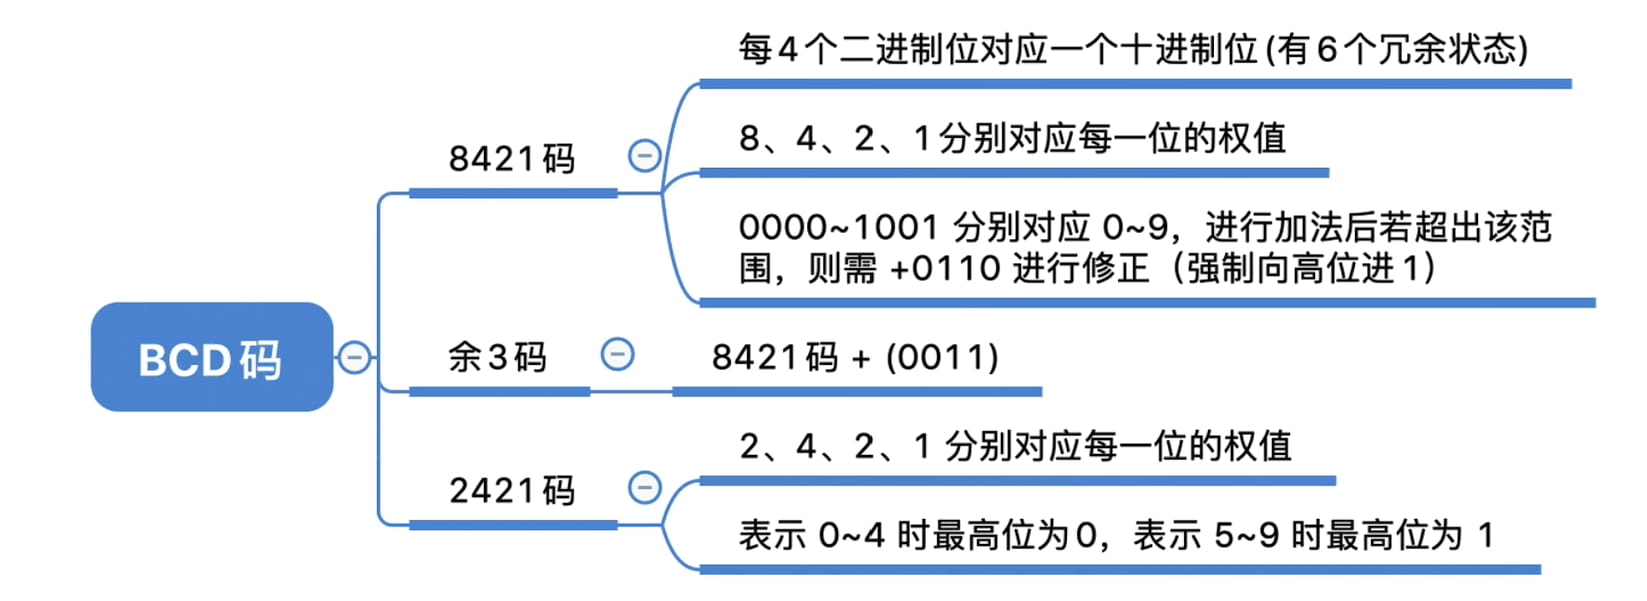 每4个二进制位对应一个十进制位(有6个冗余状态)
8、4、2、1分别对应每一位的权值
8421码
0000~1001 分别对应 0~9，进行加法后若超出该范
围，则需 +0110 进行修正（强制向高位进1）
BCD码
余3码
8421码 + (0011)
2、4、2、1 分别对应每一位的权值
2421码
表示 0~4 时最高位为0，表示 5~9 时最高位为 1